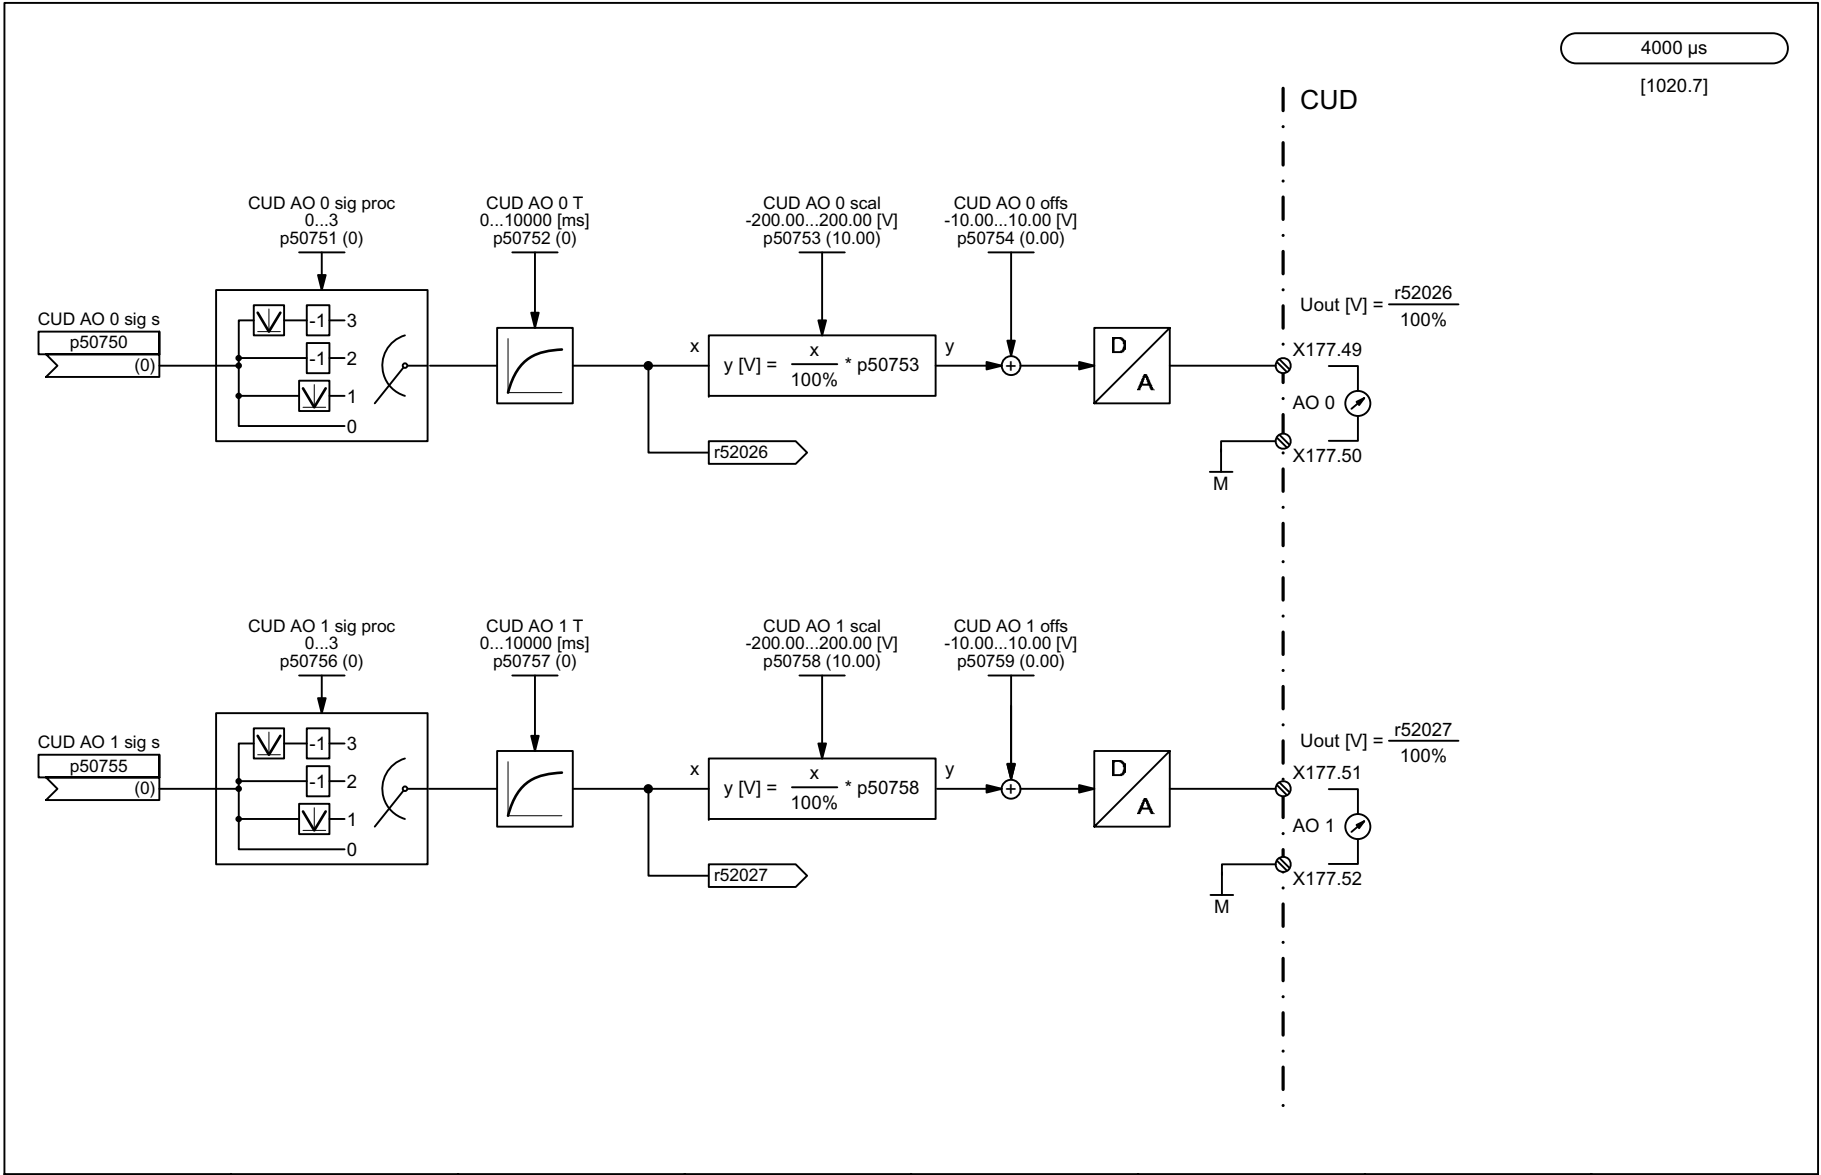 4000 µs
[1020.7]
CUD
CUD AO 0 sig proc
0...3
p50751 (0)
CUD AO 0 T
0...10000 [ms]
p50752 (0)
CUD AO 0 scal
-200.00...200.00 [V]
p50753 (10.00)
CUD AO 0 offs
-10.00...10.00 [V]
p50754 (0.00)
CUD AO 0 sig s
p50750
(0)
-1 3
-1 2
1
0
x
y [V] = x / 100% * p50753
y
r52026
D
A
Uout [V] = r52026 / 100%
X177.49
AO 0
X177.50
M
CUD AO 1 sig proc
0...3
p50756 (0)
CUD AO 1 T
0...10000 [ms]
p50757 (0)
CUD AO 1 scal
-200.00...200.00 [V]
p50758 (10.00)
CUD AO 1 offs
-10.00...10.00 [V]
p50759 (0.00)
CUD AO 1 sig s
p50755
(0)
-1 3
-1 2
1
0
x
y [V] = x / 100% * p50758
y
r52027
D
A
Uout [V] = r52027 / 100%
X177.51
AO 1
X177.52
M